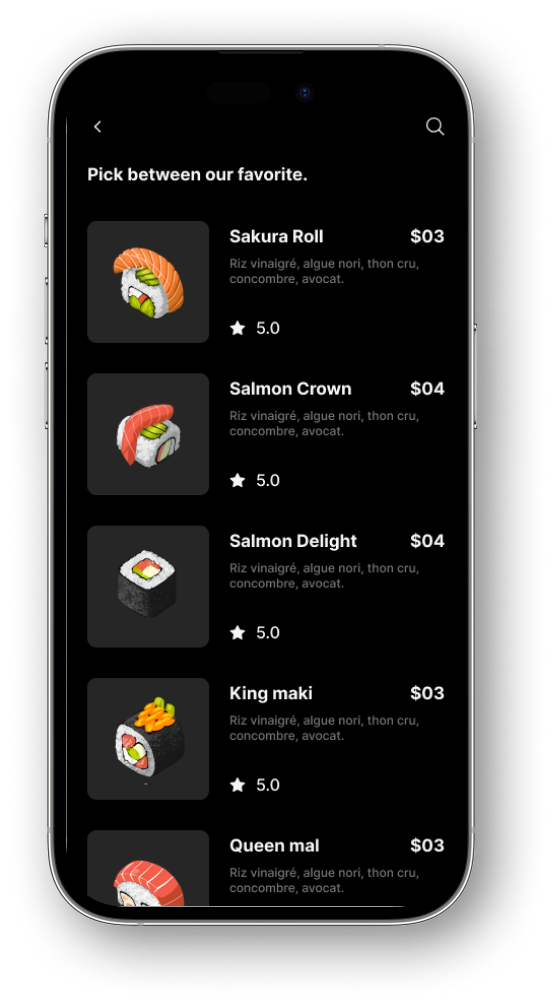 Pick between our favorite.
Sakura Roll $03
Riz vinaigré, algue nori, thon cru,
concombre, avocat.
5.0
Salmon Crown $04
Riz vinaigré, algue nori, thon cru,
concombre, avocat.
5.0
Salmon Delight $04
Riz vinaigré, algue nori, thon cru,
concombre, avocat.
5.0
King maki $03
Riz vinaigré, algue nori, thon cru,
concombre, avocat.
5.0
Queen mal $03
Riz vinaigré, algue nori, thon cru,
concombre, avocat.